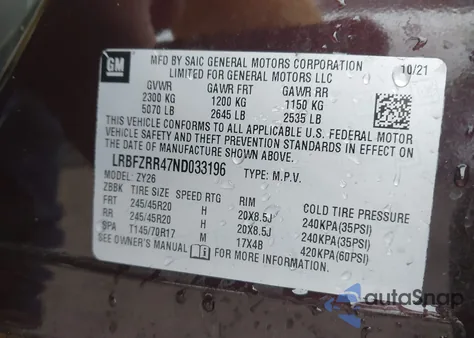 GM
MFD BY SAIC GENERAL MOTORS CORPORATION
LIMITED FOR GENERAL MOTORS LLC
10/21
GVWR GAWR FRT GAWR RR
2300 KG 1200 KG 1150 KG
5070 LB 2645 LB 2535 LB
THIS VEHICLE CONFORMS TO ALL APPLICABLE U.S. FEDERAL MOTOR
VEHICLE SAFETY AND THEFT PREVENTION STANDARDS IN EFFECT ON
THE DATE OF MANUFACTURE SHOWN ABOVE.
LRBFZRR47ND033196 TYPE: M.P.V.
MODEL: ZY26
ZBBK TIRE SIZE SPEED RTG RIM COLD TIRE PRESSURE
FRT 245/45R20 H 20X8.5J 240KPA(35PSI)
RR 245/45R20 H 20X8.5J 240KPA(35PSI)
SPA T145/70R17 M 17X4B 420KPA(60PSI)
SEE OWNER'S MANUAL FOR MORE INFORMATION
autoSnap